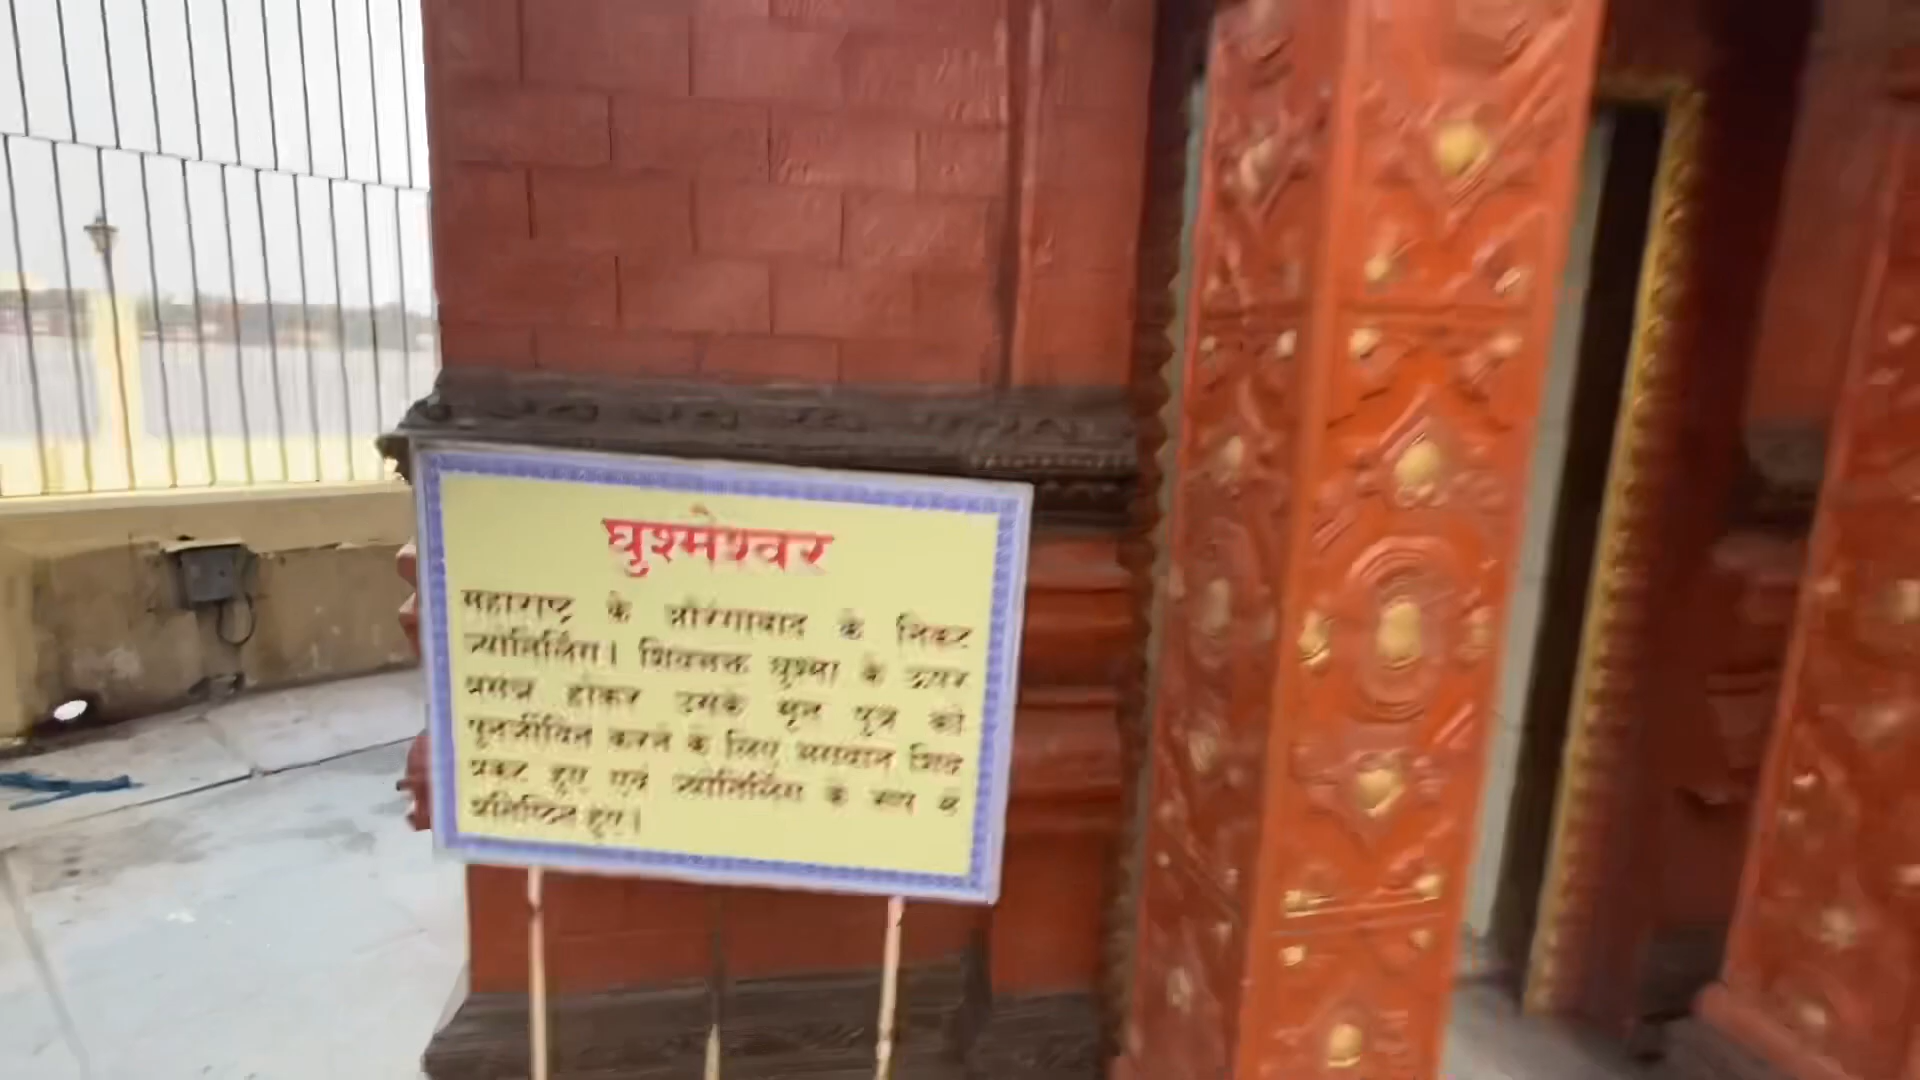 घुश्मेश्वर
महाराष्ट्र के औरंगाबाद के निकट
ज्योतिर्लिंग। शिवभक्त घुश्मा के ऊपर
प्रसन्न होकर उसके मृत पुत्र को
पुनर्जीवित करने के लिए भगवान शिव
प्रकट हुए एवं ज्योतिर्लिंग के रूप में
प्रतिष्ठित हुए।